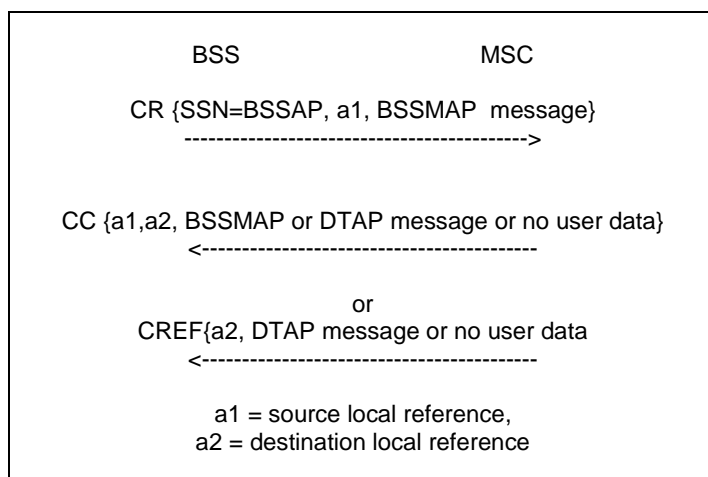 BSS MSC
CR {SSN=BSSAP, a1, BSSMAP message}
------------------------------------------->
CC {a1,a2, BSSMAP or DTAP message or no user data}
<------------------------------------------
or
CREF{a2, DTAP message or no user data
<------------------------------------------
a1 = source local reference,
a2 = destination local reference